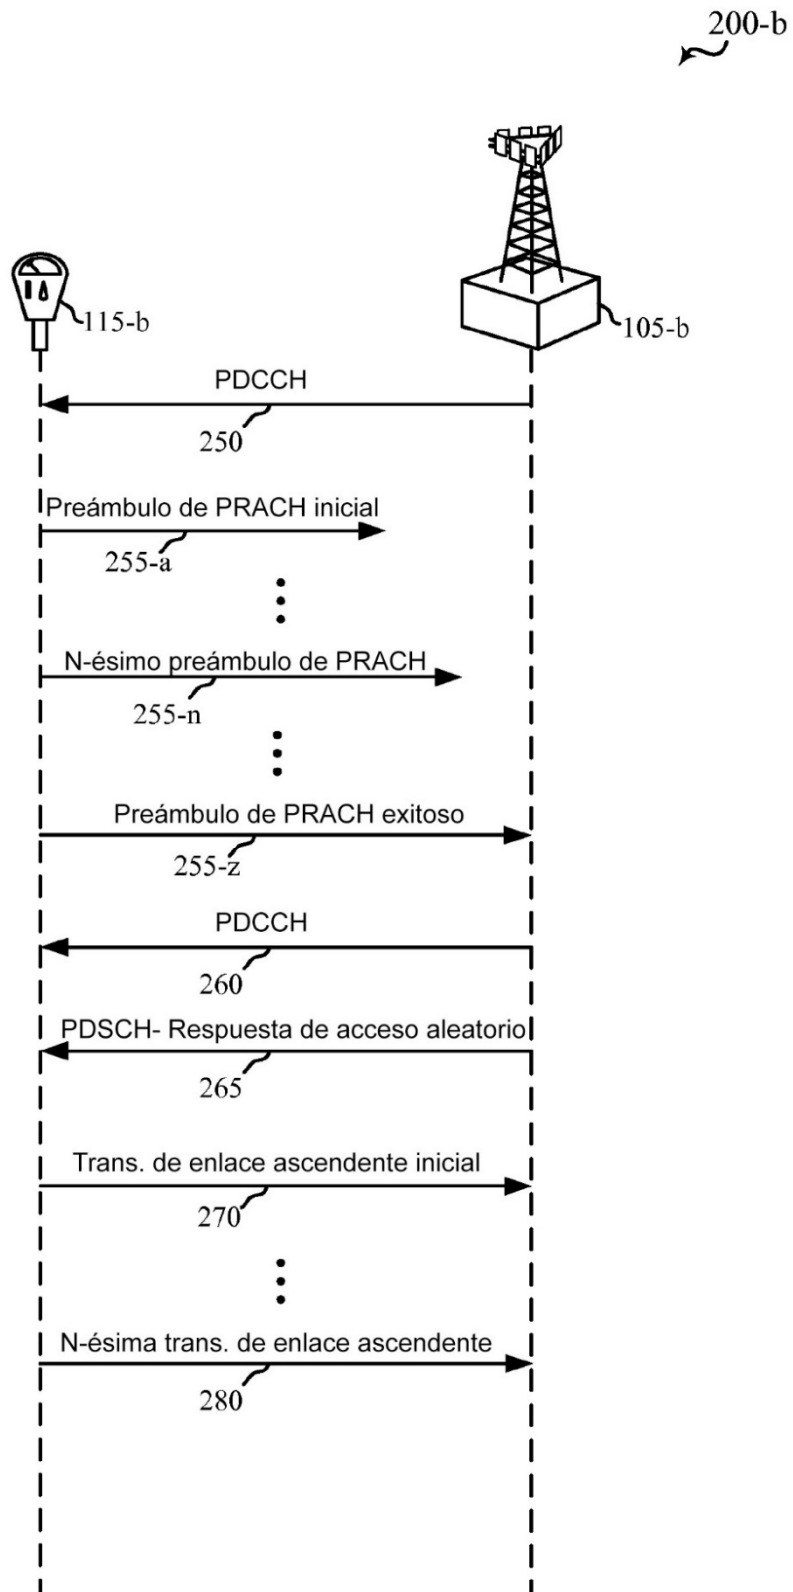 200-b
115-b
105-b
PDCCH
250
Preámbulo de PRACH inicial
255-a
N-ésimo preámbulo de PRACH
255-n
Preámbulo de PRACH exitoso
255-z
PDCCH
260
PDSCH- Respuesta de acceso aleatorio
265
Trans. de enlace ascendente inicial
270
N-ésima trans. de enlace ascendente
280